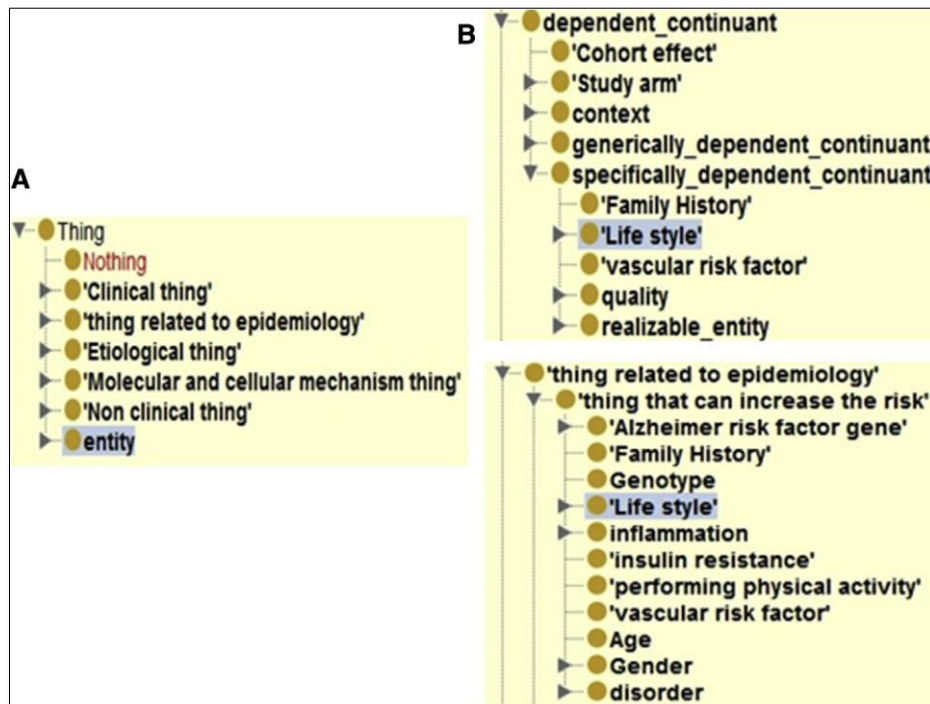 A
Thing
Nothing
'Clinical thing'
'thing related to epidemiology'
'Etiological thing'
'Molecular and cellular mechanism thing'
'Non clinical thing'
entity
B
dependent_continuant
'Cohort effect'
'Study arm'
context
generically_dependent_continuant
specifically_dependent_continuant
'Family History'
'Life style'
'vascular risk factor'
quality
realizable_entity
'thing related to epidemiology'
'thing that can increase the risk'
'Alzheimer risk factor gene'
'Family History'
Genotype
'Life style'
inflammation
'insulin resistance'
'performing physical activity'
'vascular risk factor'
Age
Gender
disorder